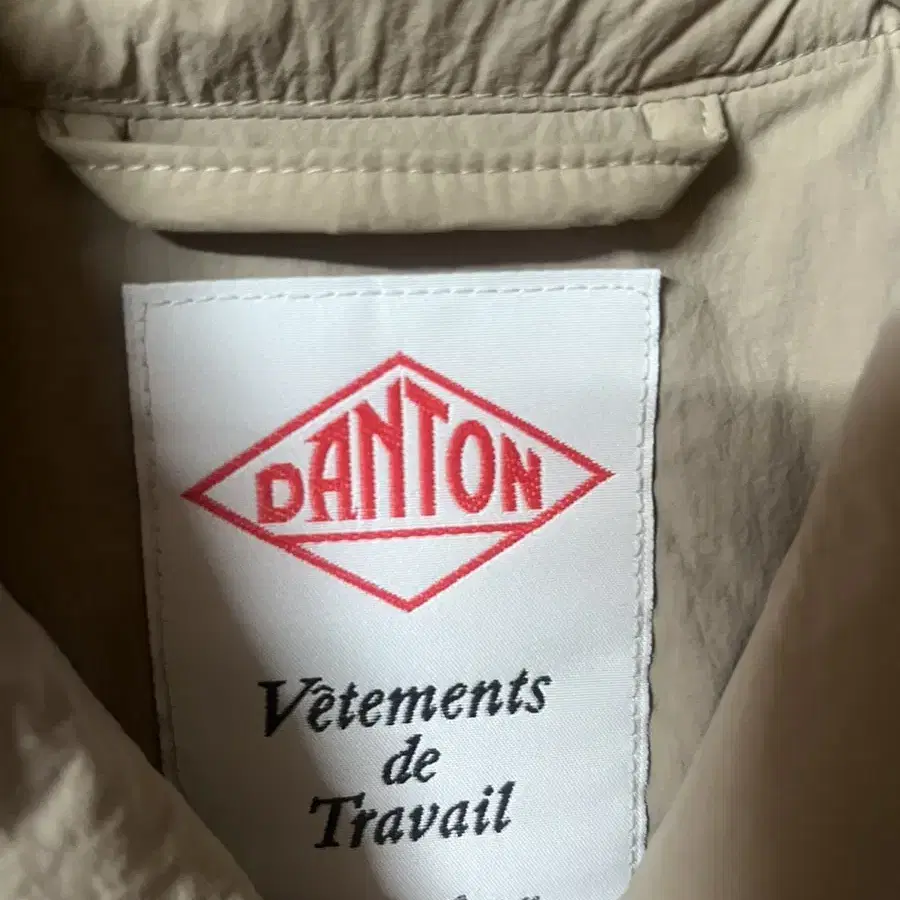 DANTON
Vêtements
de
Travail